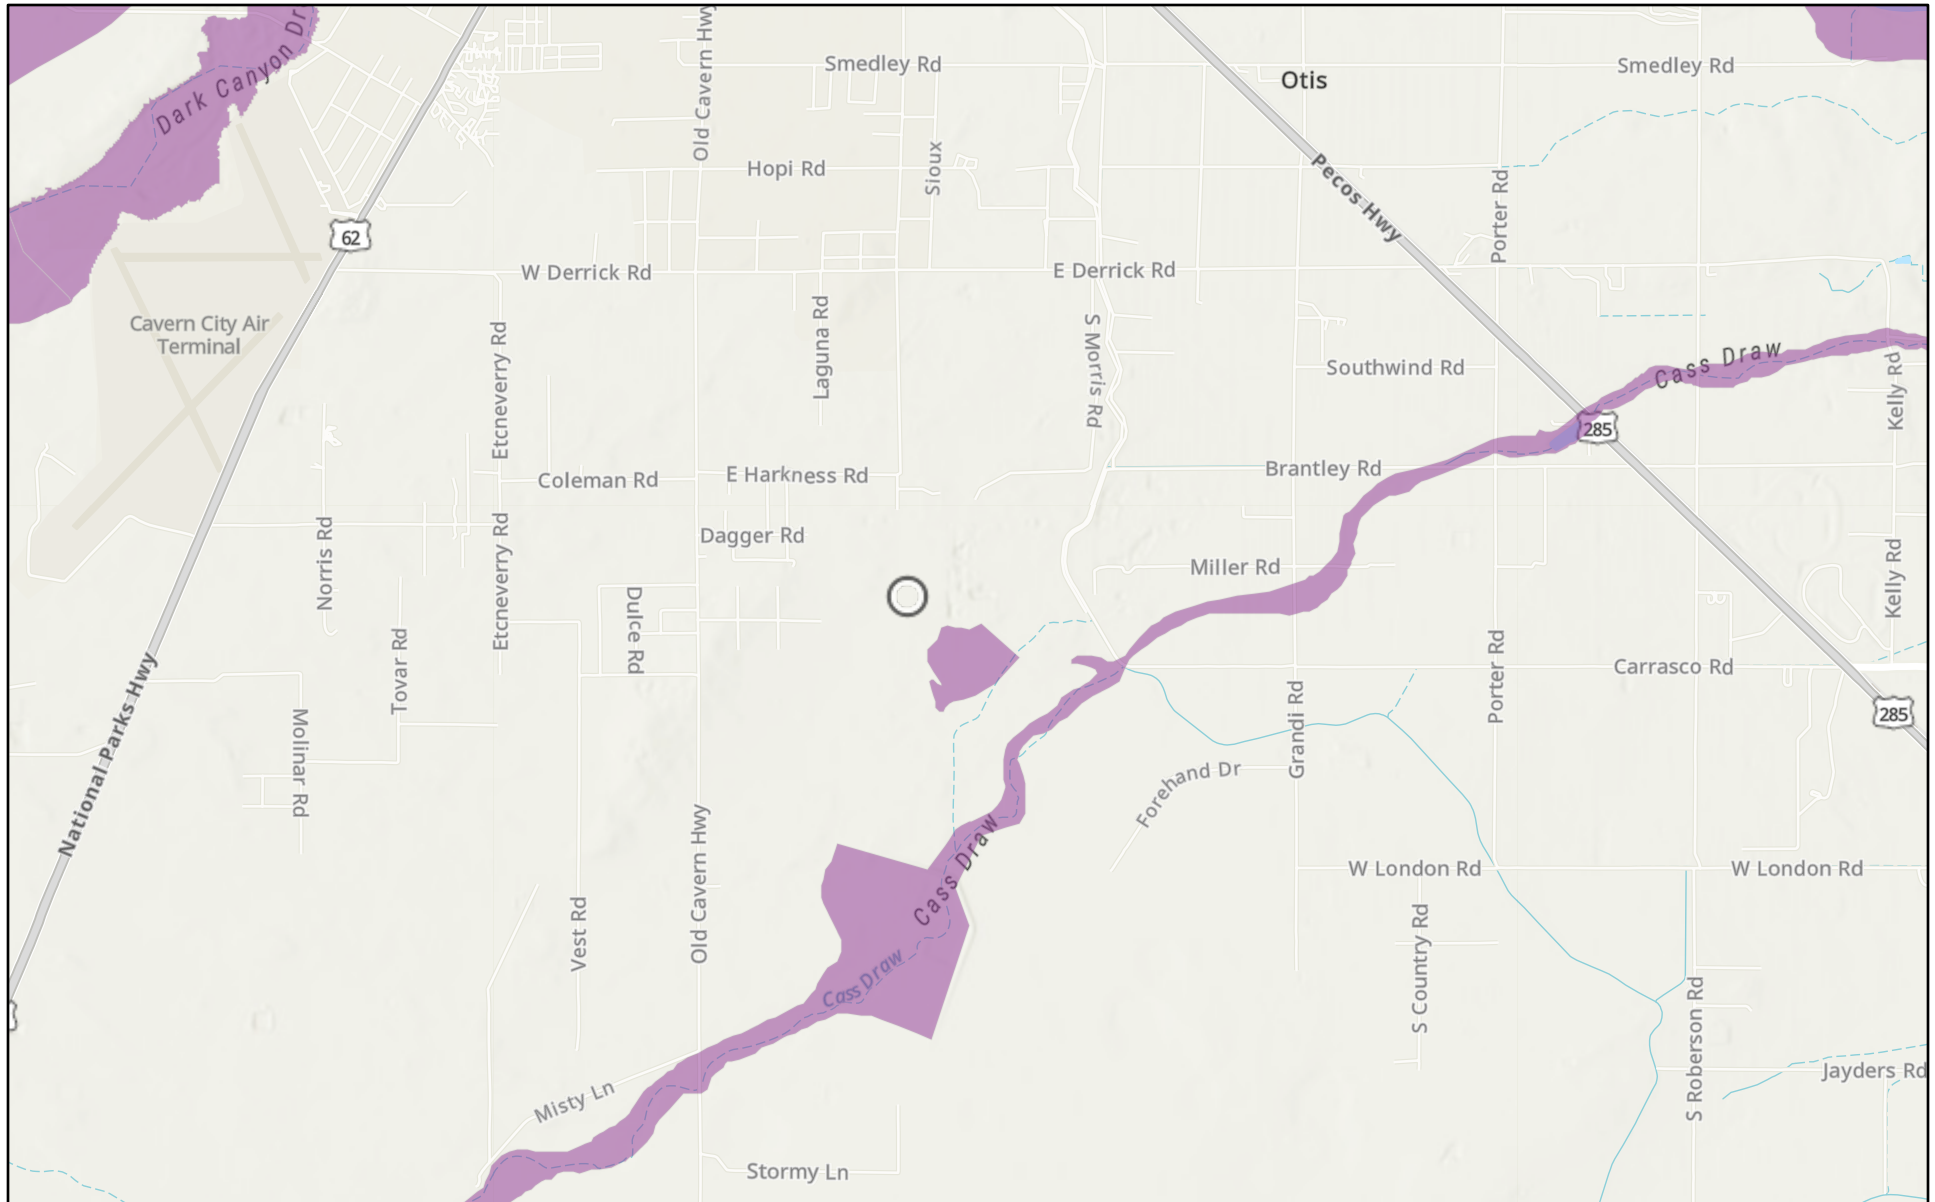 Dark Canyon Dr
Old Cavern Hwy
Smedley Rd
Otis
Smedley Rd
Hopi Rd
Sioux
Pecos Hwy
Porter Rd
62
W Derrick Rd
E Derrick Rd
Cavern City Air
Terminal
Etcneverry Rd
Laguna Rd
S Morris Rd
Southwind Rd
Cass Draw
Kelly Rd
285
Coleman Rd
E Harkness Rd
Brantley Rd
Norris Rd
Etcneverry Rd
Dagger Rd
Miller Rd
Kelly Rd
Dulce Rd
Tovar Rd
Porter Rd
Carrasco Rd
National Parks Hwy
Molinar Rd
Grandi Rd
285
Forehand Dr
Old Cavern Hwy
Cass Draw
W London Rd
W London Rd
Vest Rd
S Country Rd
Cass Draw
S Roberson Rd
Misty Ln
Jayders Rd
Stormy Ln